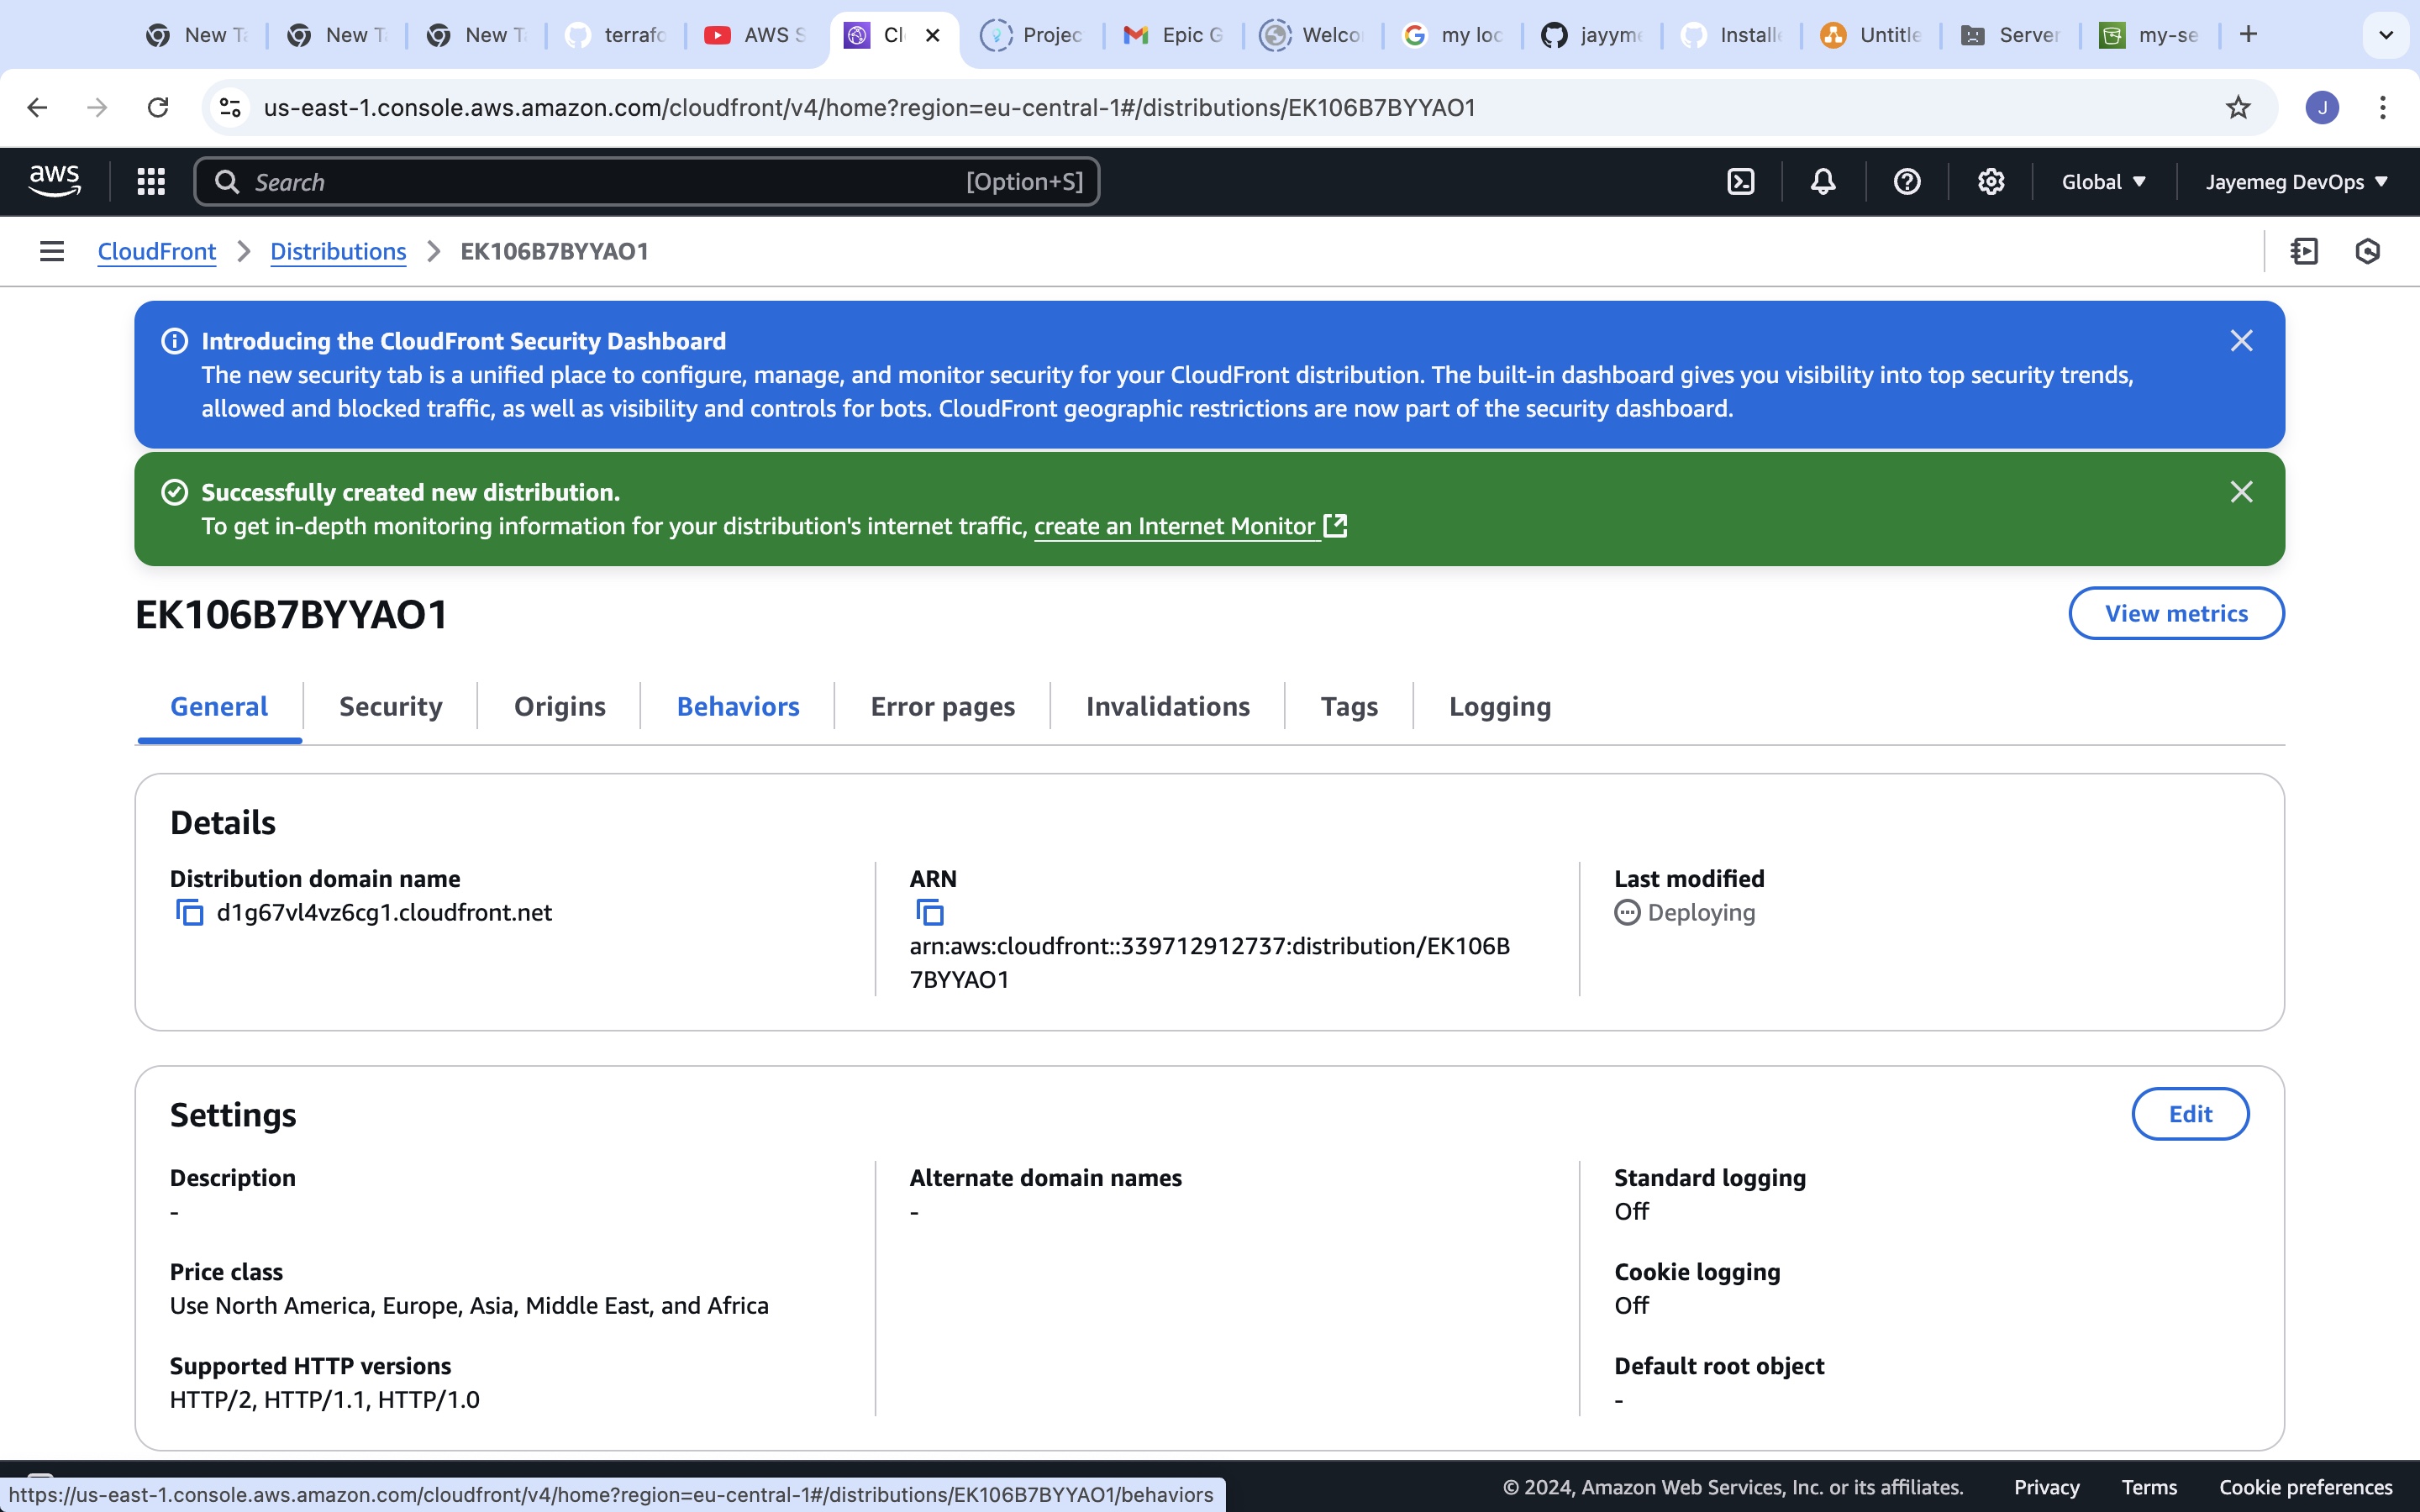 New Ta
New Ta
New Ta
terrafo
AWS S
Cl
Projec
Epic G
Welco
my loc
jayyme
Installe
Untitle
Server
my-se
us-east-1.console.aws.amazon.com/cloudfront/v4/home?region=eu-central-1#/distributions/EK106B7BYYAO1
J
aws
Search
[Option+S]
Global
Jayemeg DevOps
CloudFront
Distributions
EK106B7BYYAO1
Introducing the CloudFront Security Dashboard
The new security tab is a unified place to configure, manage, and monitor security for your CloudFront distribution. The built-in dashboard gives you visibility into top security trends,
allowed and blocked traffic, as well as visibility and controls for bots. CloudFront geographic restrictions are now part of the security dashboard.
Successfully created new distribution.
To get in-depth monitoring information for your distribution's internet traffic, create an Internet Monitor
EK106B7BYYAO1
View metrics
General
Security
Origins
Behaviors
Error pages
Invalidations
Tags
Logging
Details
Distribution domain name
d1g67vl4vz6cg1.cloudfront.net
ARN
arn:aws:cloudfront::339712912737:distribution/EK106B
7BYYAO1
Last modified
Deploying
Settings
Edit
Description
-
Price class
Use North America, Europe, Asia, Middle East, and Africa
Supported HTTP versions
HTTP/2, HTTP/1.1, HTTP/1.0
Alternate domain names
-
Standard logging
Off
Cookie logging
Off
Default root object
-
https://us-east-1.console.aws.amazon.com/cloudfront/v4/home?region=eu-central-1#/distributions/EK106B7BYYAO1/behaviors
© 2024, Amazon Web Services, Inc. or its affiliates.
Privacy
Terms
Cookie preferences